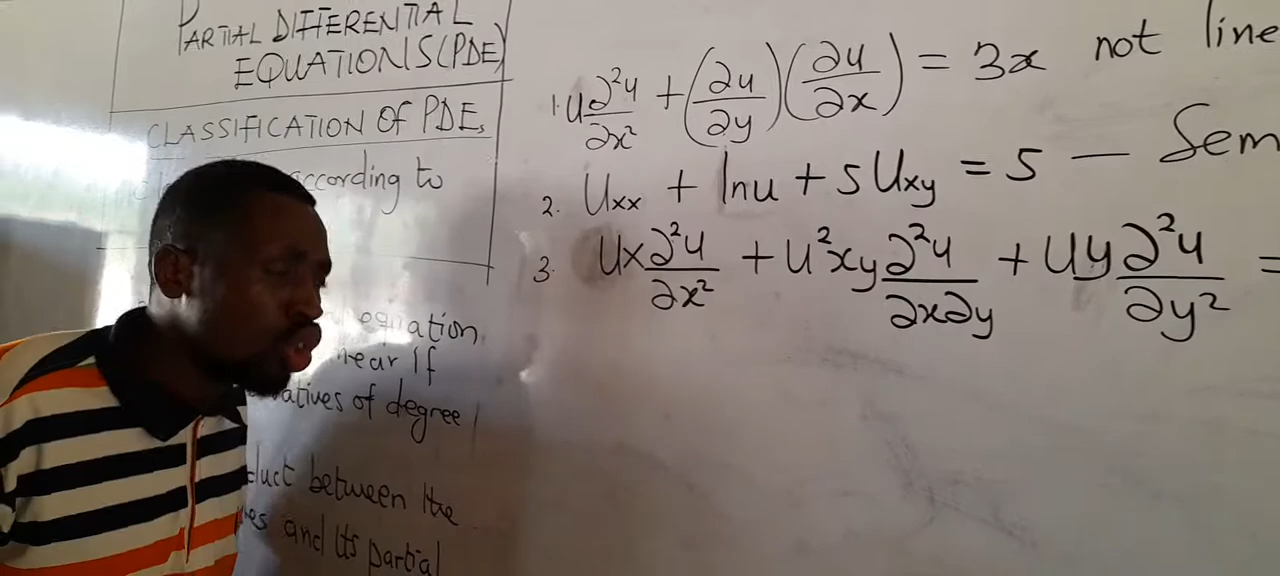 PARTIAL DIFFERENTIAL
EQUATIONS(PDE)
CLASSIFICATION OF PDEs
according to
equation
near If
atives of degree 1
duct between the
es and Its partial
1. u∂²u/∂x² + (∂u/∂y)(∂u/∂x) = 3x not line
2. Uxx + lnu + 5Uxy = 5 — Sem
3. ux∂²u/∂x² + u²xy∂²u/∂x∂y + uy∂²u/∂y² =